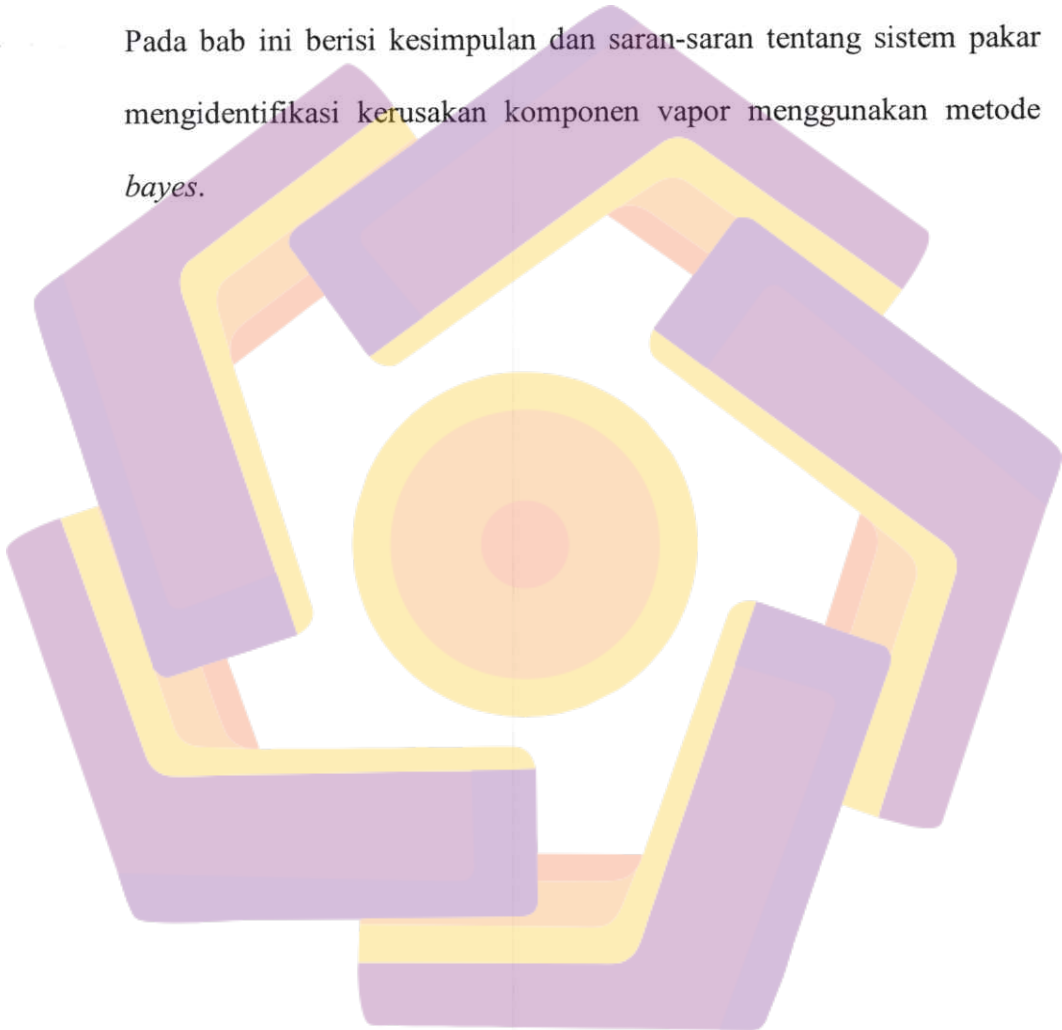 Pada bab ini berisi kesimpulan dan saran-saran tentang sistem pakar
mengidentifikasi kerusakan komponen vapor menggunakan metode
bayes.